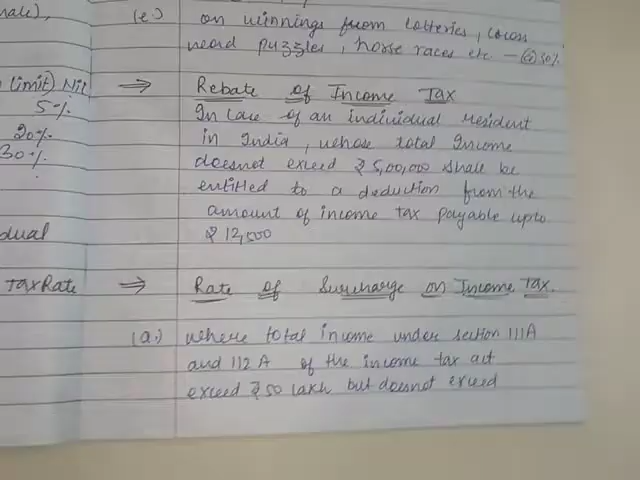 nale),
Limit) Nil
5%
20%
30%
dual
Tax Rate
(e.) on winnings from lotteries, cross
word puzzles, horse races etc - @ 30%
⇒ Rebate of Income Tax
In case of an individual resident
in India, whose total Income
doesnot exceed ₹ 5,00,000 shall be
entitled to a deduction from the
amount of income tax payable upto
₹ 12,500
⇒ Rate of Surcharge on Income Tax.
(a.) where total income under section 111A
and 112 A of the income tax act
exceed ₹ 50 lakh but doesnot exceed